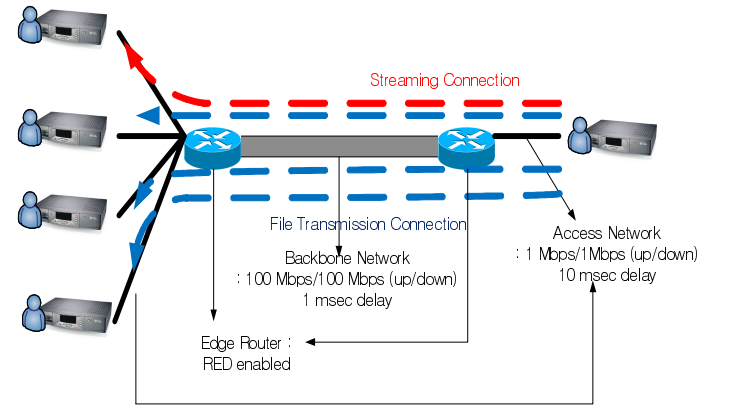 Streaming Connection
File Transmission Connection
Backbone Network
: 100 Mbps/100 Mbps (up/down)
1 msec delay
Access Network
: 1 Mbps/1Mbps (up/down)
10 msec delay
Edge Router :
RED enabled